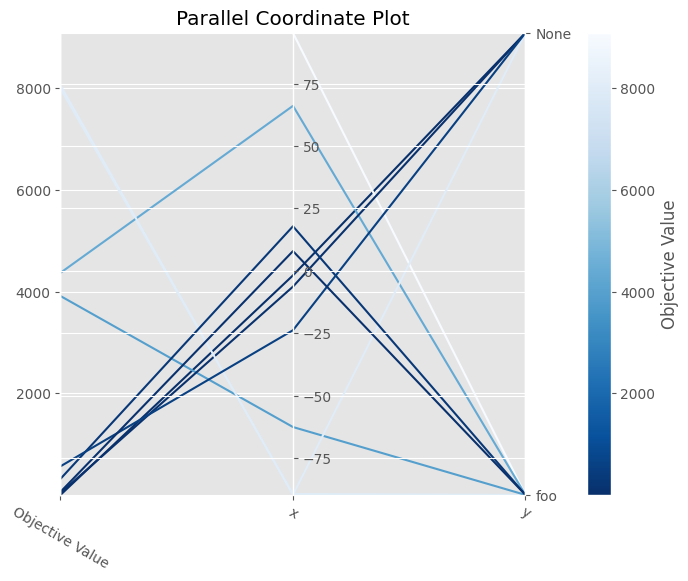 Parallel Coordinate Plot
8000
6000
4000
2000
75
50
25
0
−25
−50
−75
None
foo
8000
6000
4000
2000
Objective Value
Objective Value
x
y